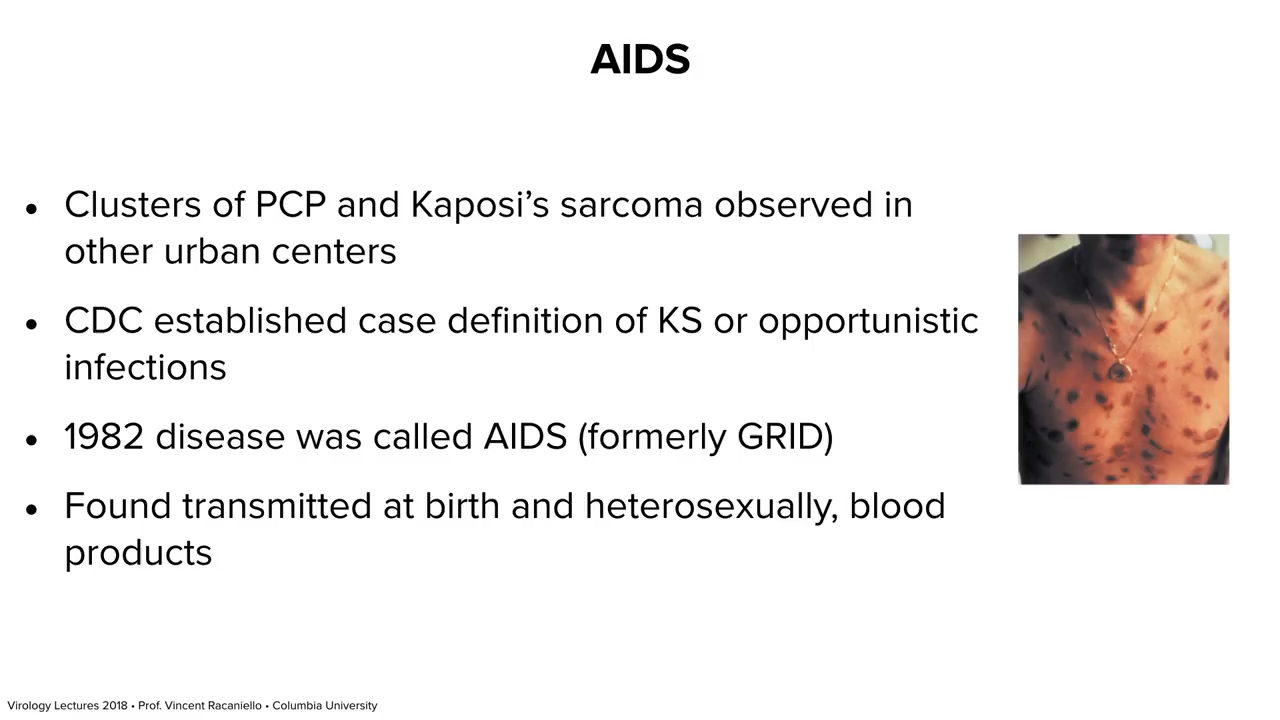 AIDS
• Clusters of PCP and Kaposi’s sarcoma observed in
other urban centers
• CDC established case definition of KS or opportunistic
infections
• 1982 disease was called AIDS (formerly GRID)
• Found transmitted at birth and heterosexually, blood
products
Virology Lectures 2018 • Prof. Vincent Racaniello • Columbia University